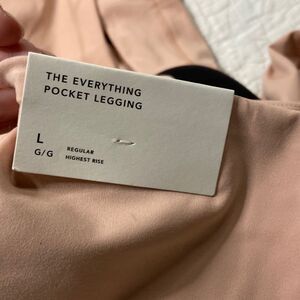 THE EVERYTHING
POCKET LEGGING
L
G/G
REGULAR
HIGHEST RISE